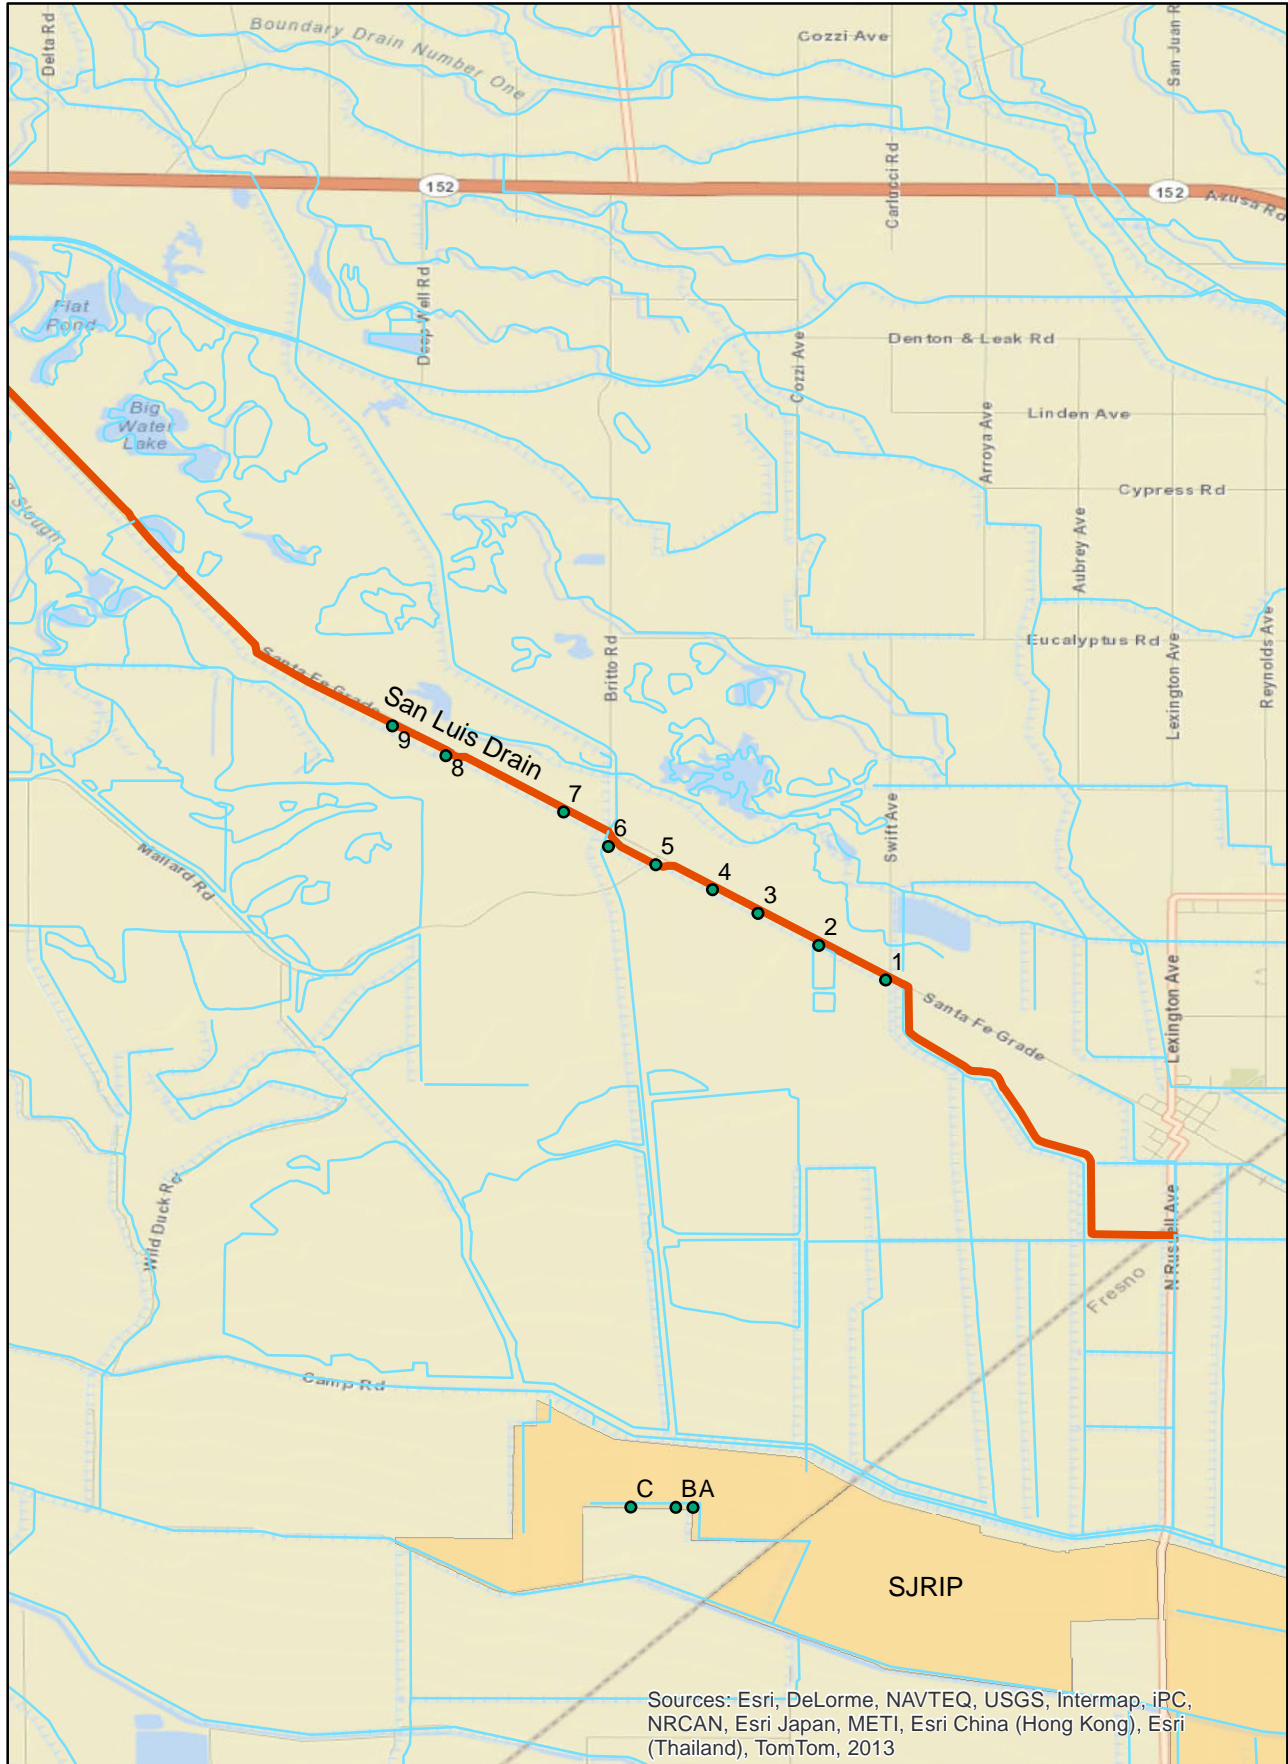 Delta Rd
Boundary Drain Number One
Cozzi Ave
San Juan R
152
Carlucci Rd
152
Azusa Rd
Flat
Pond
Deep Well Rd
Cozzi Ave
Denton & Leak Rd
Big
Water
Lake
Arroya Ave
Linden Ave
Cypress Rd
Slough
Aubrey Ave
Britto Rd
Eucalyptus Rd
Lexington Ave
Reynolds Ave
Santa Fe Grade
San Luis Drain
9
8
7
6
5
4
3
2
1
Swift Ave
Mallard Rd
Santa Fe Grade
Lexington Ave
Wild Duck Rd
N Russell Ave
Fresno
Camp Rd
C
B
A
SJRIP
Sources: Esri, DeLorme, NAVTEQ, USGS, Intermap, iPC,
NRCAN, Esri Japan, METI, Esri China (Hong Kong), Esri
(Thailand), TomTom, 2013